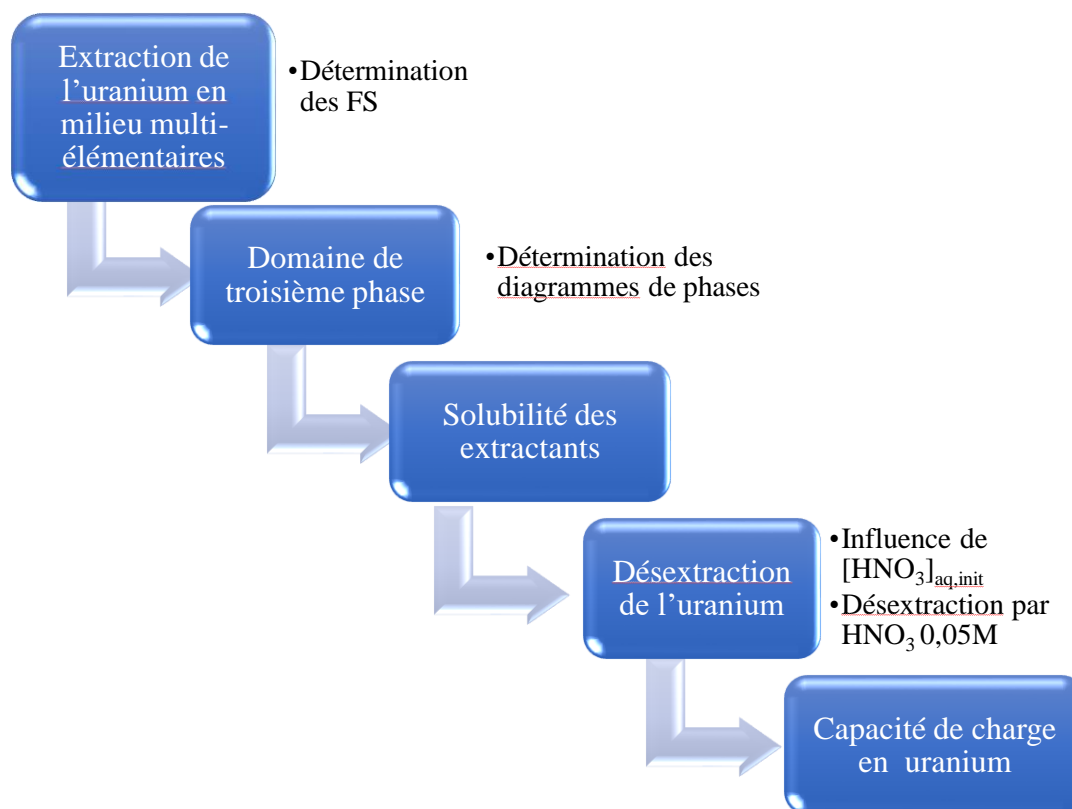 Extraction de
l’uranium en
milieu multi-
élémentaires
•Détermination
des FS
Domaine de
troisième phase
•Détermination des
diagrammes de phases
Solubilité des
extractants
Désextraction
de l’uranium
•Influence de
[HNO₃]aq,init
•Désextraction par
HNO₃ 0,05M
Capacité de charge
en uranium